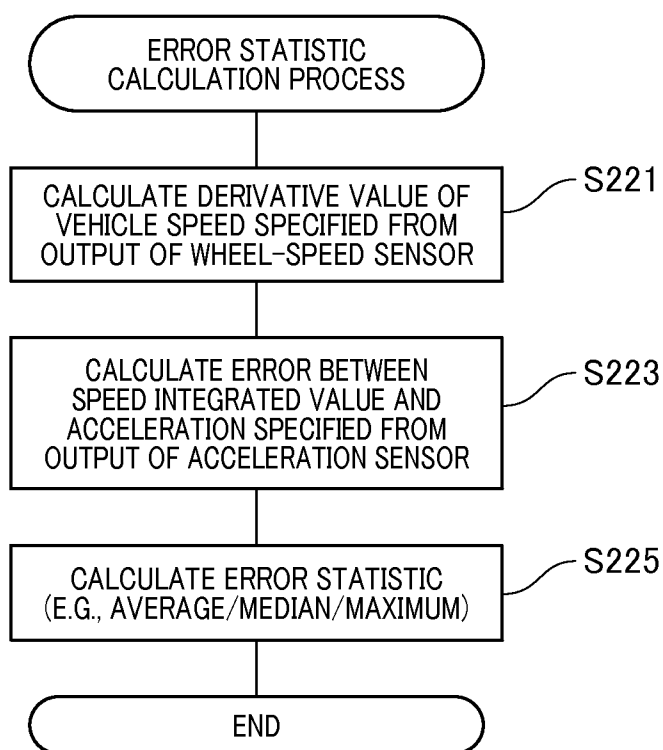 ERROR STATISTIC
CALCULATION PROCESS
CALCULATE DERIVATIVE VALUE OF
VEHICLE SPEED SPECIFIED FROM
OUTPUT OF WHEEL-SPEED SENSOR
S221
CALCULATE ERROR BETWEEN
SPEED INTEGRATED VALUE AND
ACCELERATION SPECIFIED FROM
OUTPUT OF ACCELERATION SENSOR
S223
CALCULATE ERROR STATISTIC
(E.G., AVERAGE/MEDIAN/MAXIMUM)
S225
END